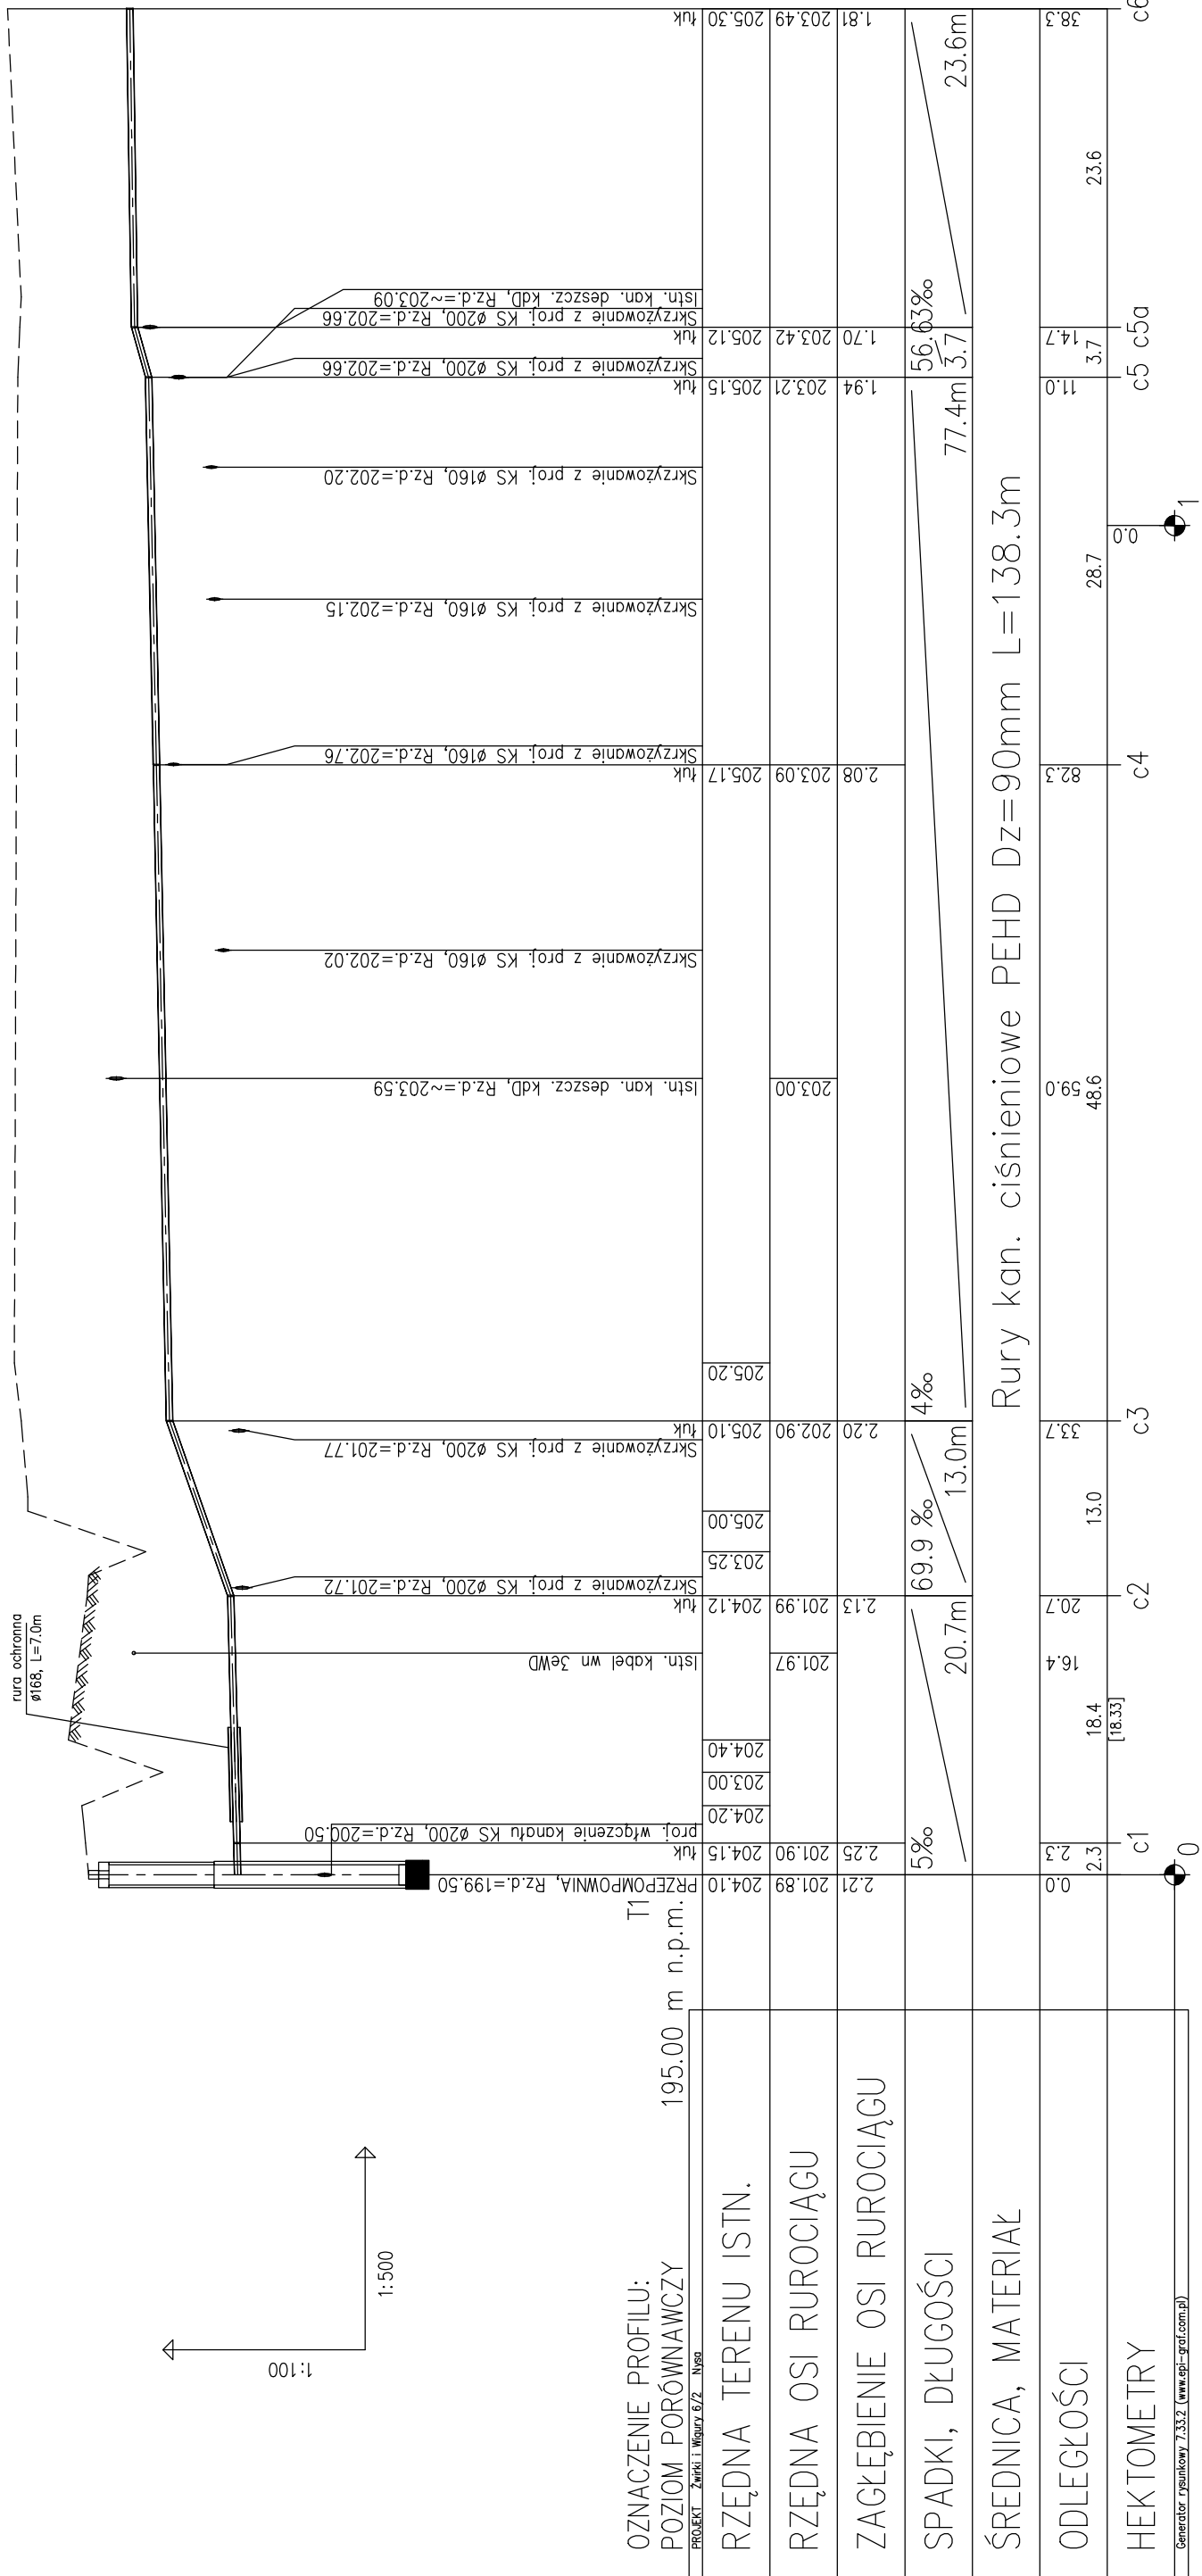 rura ochronna
ø168, L=7.0m
1:100
1:500
OZNACZENIE PROFILU:
T1
POZIOM PORÓWNAWCZY
195.00 m n.p.m.
PROJEKT Żwirki i Wigury 6/2 Nysa
PRZEPOMPOWNIA, Rz.d.=199.50
proj. włączenie kanału KS ø200, Rz.d.=200.50
łuk
Istn. kabel wn 3eWD
łuk
Skrzyżowanie z proj. KS ø200, Rz.d.=201.72
Skrzyżowanie z proj. KS ø200, Rz.d.=201.77
łuk
Istn. kan. deszcz. kdD, Rz.d.=~203.59
Skrzyżowanie z proj. KS ø160, Rz.d.=202.02
łuk
Skrzyżowanie z proj. KS ø160, Rz.d.=202.76
Skrzyżowanie z proj. KS ø160, Rz.d.=202.15
Skrzyżowanie z proj. KS ø160, Rz.d.=202.20
łuk
Skrzyżowanie z proj. KS ø200, Rz.d.=202.66
łuk
Skrzyżowanie z proj. KS ø200, Rz.d.=202.66
Istn. kan. deszcz. kdD, Rz.d.=~203.09
łuk
RZĘDNA TERENU ISTN.
204.10 204.15 204.20 203.00 204.40 204.12 203.25 205.00 205.10 205.20 205.17 205.15 205.12 205.30
RZĘDNA OSI RUROCIĄGU
201.89 201.90 201.97 201.99 202.90 203.00 203.09 203.21 203.42 203.49
ZAGŁĘBIENIE OSI RUROCIĄGU
2.21 2.25 2.13 2.20 2.08 1.94 1.70 1.81
SPADKI, DŁUGOŚCI
5‰ 20.7m 69.9 ‰ 13.0m 4‰ 77.4m 56.63‰ 3.7 23.6m
ŚREDNICA, MATERIAŁ
Rury kan. ciśnieniowe PEHD Dz=90mm L=138.3m
ODLEGŁOŚCI
0.0 2.3 16.4 20.7 33.7 59.0 82.3 11.0 14.7 38.3
2.3 18.4 13.0 48.6 28.7 3.7 23.6
[18.33] 0.0
HEKTOMETRY
c1 c2 c3 c4 c5 c5a c6
0 1
Generator rysunkowy 7.33.2 (www.epi-graf.com.pl)